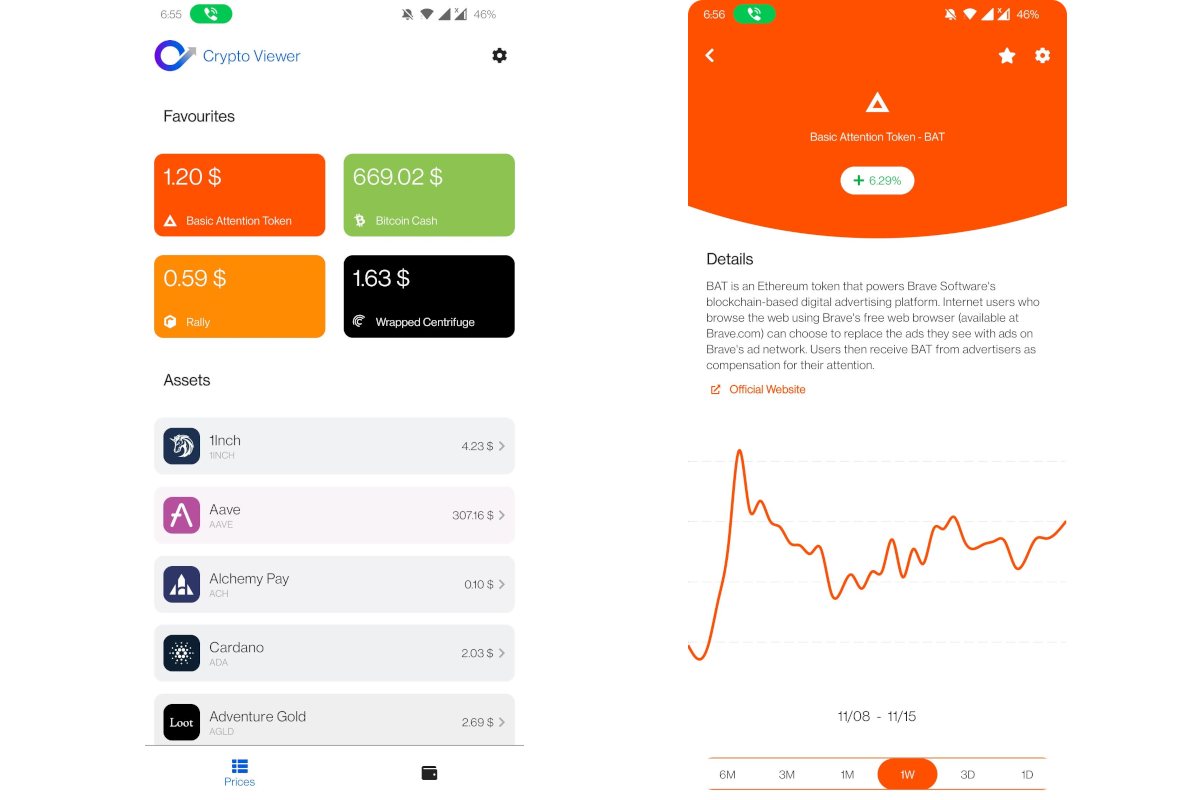 6:55
46%
Crypto Viewer
Favourites
1.20 $
Basic Attention Token
669.02 $
Bitcoin Cash
0.59 $
Rally
1.63 $
Wrapped Centrifuge
Assets
1Inch
1INCH
4.23 $
Aave
AAVE
307.16 $
Alchemy Pay
ACH
0.10 $
Cardano
ADA
2.03 $
Loot
Adventure Gold
AGLD
2.69 $
Prices
6:56
46%
Basic Attention Token - BAT
+ 6.29%
Details
BAT is an Ethereum token that powers Brave Software's
blockchain-based digital advertising platform. Internet users who
browse the web using Brave's free web browser (available at
Brave.com) can choose to replace the ads they see with ads on
Brave's ad network. Users then receive BAT from advertisers as
compensation for their attention.
Official Website
11/08 - 11/15
6M 3M 1M 1W 3D 1D